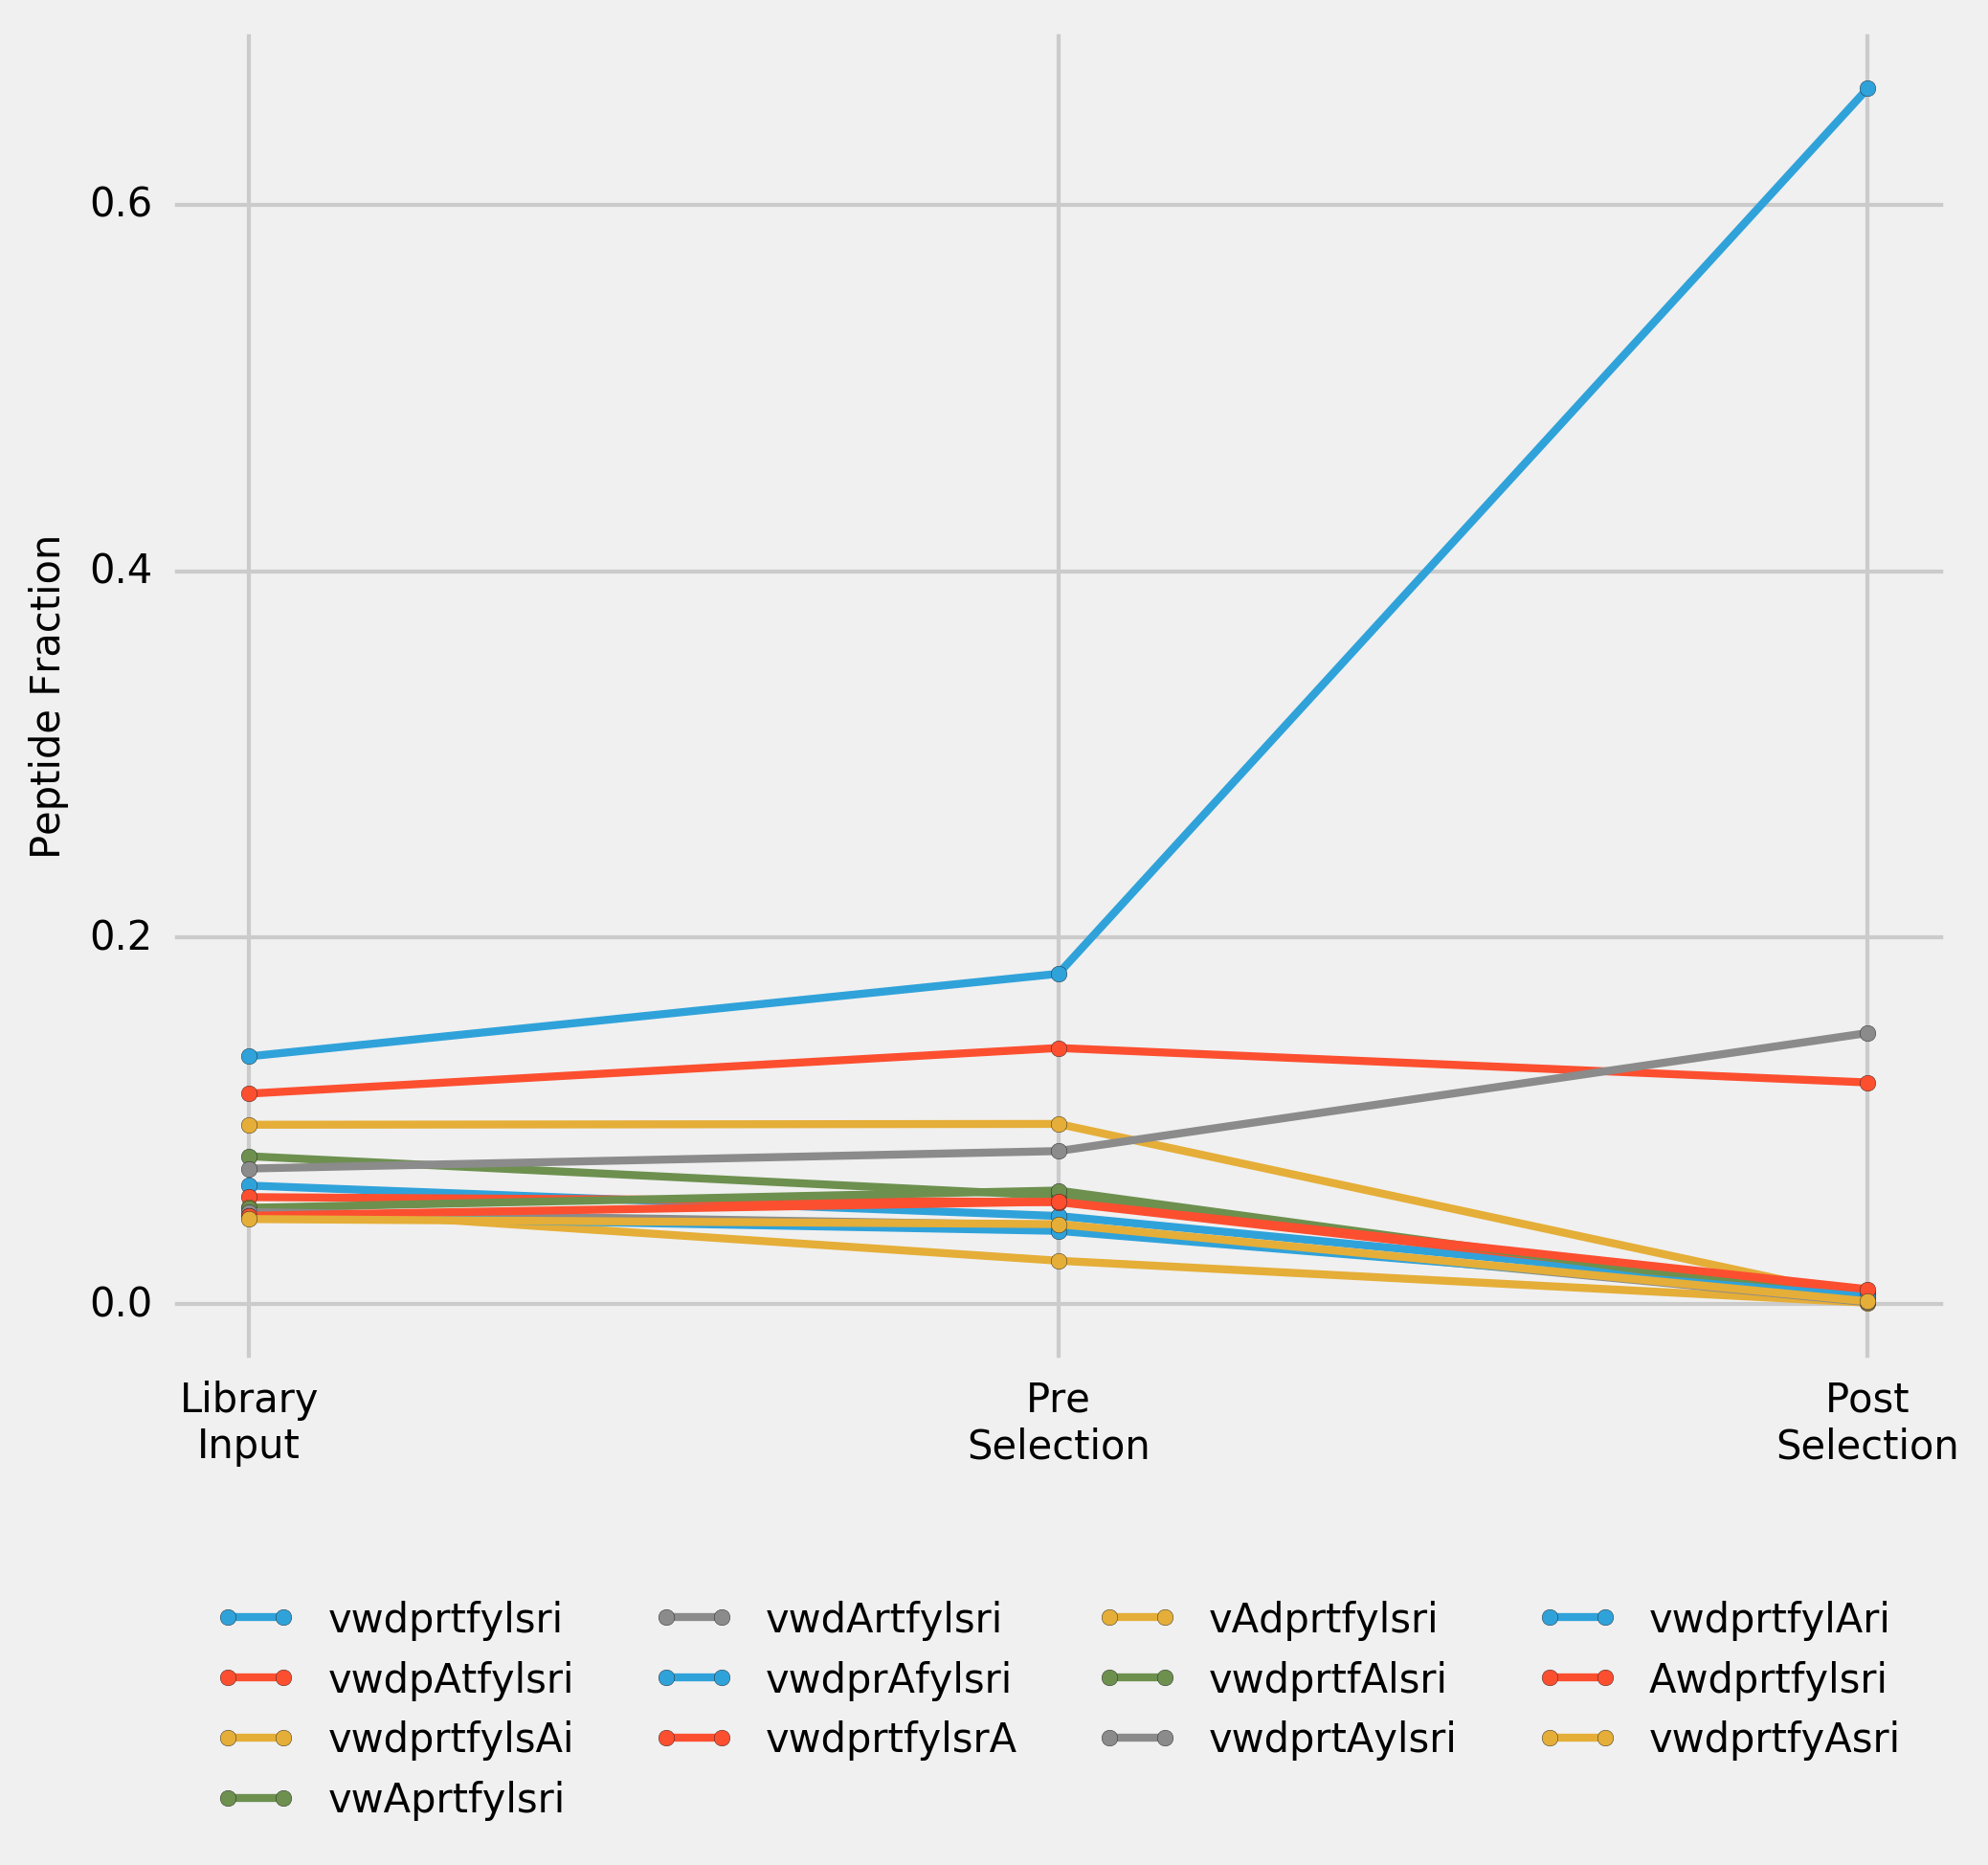 0.6
0.4
0.2
0.0
Peptide Fraction
Library
Input
Pre
Selection
Post
Selection
vwdprtfylsri
vwdpAtfylsri
vwdprtfylsAi
vwAprtfylsri
vwdArtfylsri
vwdprAfylsri
vwdprtfylsrA
vAdprtfylsri
vwdprtfAlsri
vwdprtAylsri
vwdprtfylAri
Awdprtfylsri
vwdprtfyAsri